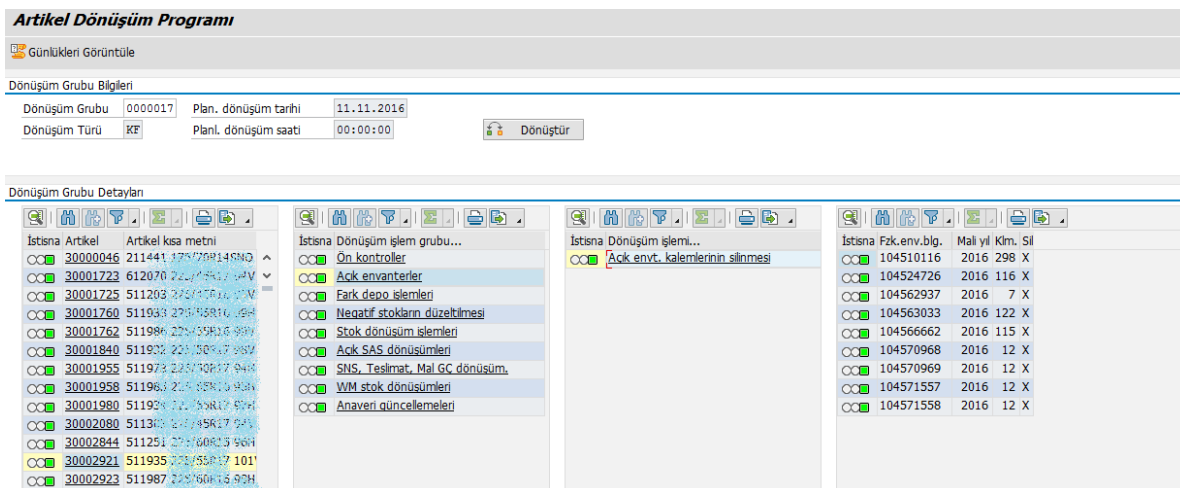 Artikel Dönüşüm Programı
Günlükleri Görüntüle
Dönüşüm Grubu Bilgileri
Dönüşüm Grubu 0000017 Plan. dönüşüm tarihi 11.11.2016
Dönüşüm Türü KF Planl. dönüşüm saati 00:00:00 Dönüştür
Dönüşüm Grubu Detayları
İstisna Artikel Artikel kısa metni
30000046 211441
30001723 612070
30001725 511203
30001760 511933
30001762 511986
30001840
30001955 511973
30001958
30001980
30002080
30002844 511251
30002921 511935
30002923 511987
İstisna Dönüşüm işlem grubu...
Ön kontroller
Açık envanterler
Fark depo işlemleri
Negatif stokların düzeltilmesi
Stok dönüşüm işlemleri
Açık SAS dönüşümleri
SNS, Teslimat, Mal GÇ dönüşüm.
WM stok dönüşümleri
Anaveri güncellemeleri
İstisna Dönüşüm işlemi...
Açık envt. kalemlerinin silinmesi
İstisna Fzk.env.blg. Mali yıl Klm. Sil
104510116 2016 298 X
104524726 2016 116 X
104562937 2016 7 X
104563033 2016 122 X
104566662 2016 115 X
104570968 2016 12 X
104570969 2016 12 X
104571557 2016 12 X
104571558 2016 12 X